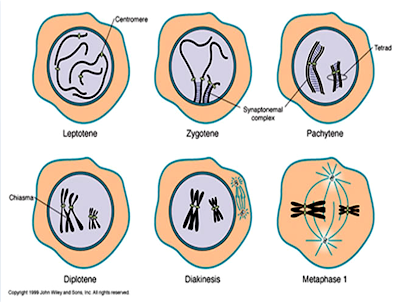 Centromere
Tetrad
Synaptonemal
complex
Leptotene
Zygotene
Pachytene
Chiasma
Diplotene
Diakinesis
Metaphase 1
Copyright 1999 John Wiley and Sons, Inc. All rights reserved.